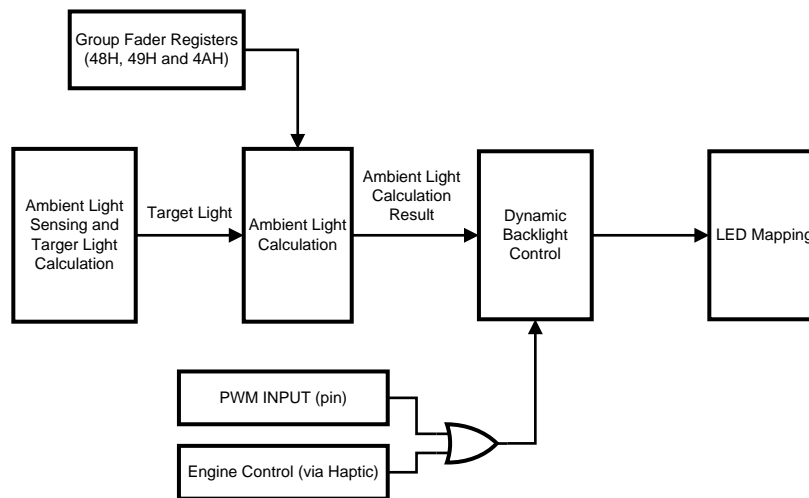 Group Fader Registers
(48H, 49H and 4AH)
Ambient Light
Sensing and
Targer Light
Calculation
Target Light
Ambient Light
Calculation
Ambient Light
Calculation
Result
Dynamic
Backlight
Control
LED Mapping
PWM INPUT (pin)
Engine Control (via Haptic)